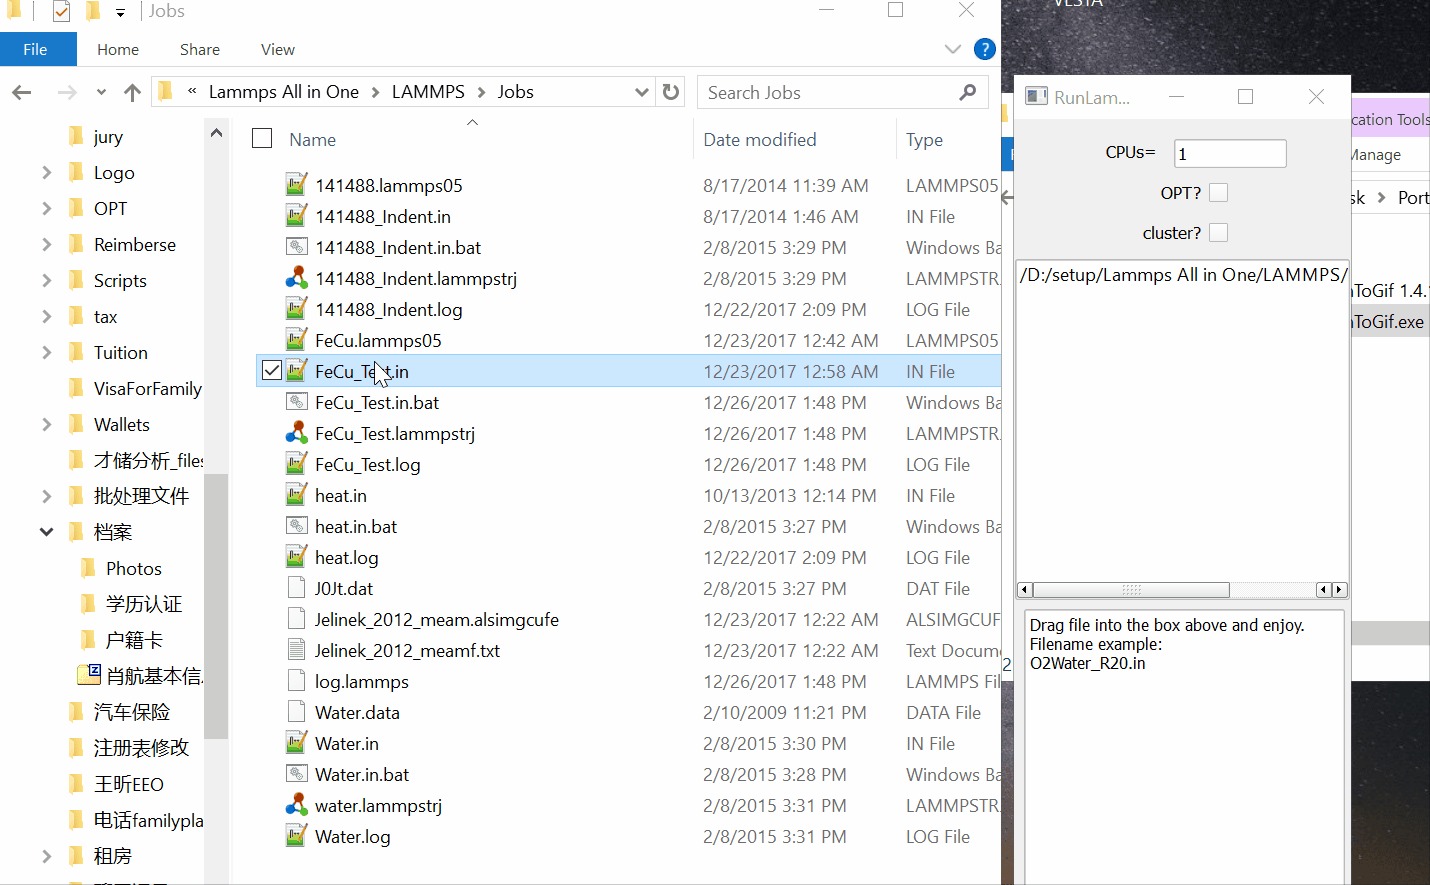 VESTA
Jobs
File Home Share View
?
« Lammps All in One > LAMMPS > Jobs
Search Jobs
jury
Logo
OPT
Reimberse
Scripts
tax
Tuition
VisaForFamily
Wallets
才储分析_files
批处理文件
档案
Photos
学历认证
户籍卡
肖航基本信
汽车保险
注册表修改
王昕EEO
电话familypla
租房
Name Date modified Type
141488.lammps05 8/17/2014 11:39 AM LAMMPS05
141488_Indent.in 8/17/2014 1:46 AM IN File
141488_Indent.in.bat 2/8/2015 3:29 PM Windows Ba
141488_Indent.lammpstrj 2/8/2015 3:29 PM LAMMPSTR
141488_Indent.log 12/22/2017 2:09 PM LOG File
FeCu.lammps05 12/23/2017 12:42 AM LAMMPS05
FeCu_Test.in 12/23/2017 12:58 AM IN File
FeCu_Test.in.bat 12/26/2017 1:48 PM Windows Ba
FeCu_Test.lammpstrj 12/26/2017 1:48 PM LAMMPSTR
FeCu_Test.log 12/26/2017 1:48 PM LOG File
heat.in 10/13/2013 12:14 PM IN File
heat.in.bat 2/8/2015 3:27 PM Windows Ba
heat.log 12/22/2017 2:09 PM LOG File
J0Jt.dat 2/8/2015 3:27 PM DAT File
Jelinek_2012_meam.alsimgcufe 12/23/2017 12:22 AM ALSIMGCUF
Jelinek_2012_meamf.txt 12/23/2017 12:22 AM Text Docume
log.lammps 12/26/2017 1:48 PM LAMMPS Fil
Water.data 2/10/2009 11:21 PM DATA File
Water.in 2/8/2015 3:30 PM IN File
Water.in.bat 2/8/2015 3:28 PM Windows Ba
water.lammpstrj 2/8/2015 3:31 PM LAMMPSTR
Water.log 2/8/2015 3:31 PM LOG File
RunLam...
CPUs= 1
OPT?
cluster?
/D:/setup/Lammps All in One/LAMMPS/
Drag file into the box above and enjoy.
Filename example:
O2Water_R20.in
cation Tools
Manage
sk > Port
nToGif 1.4.
nToGif.exe
2